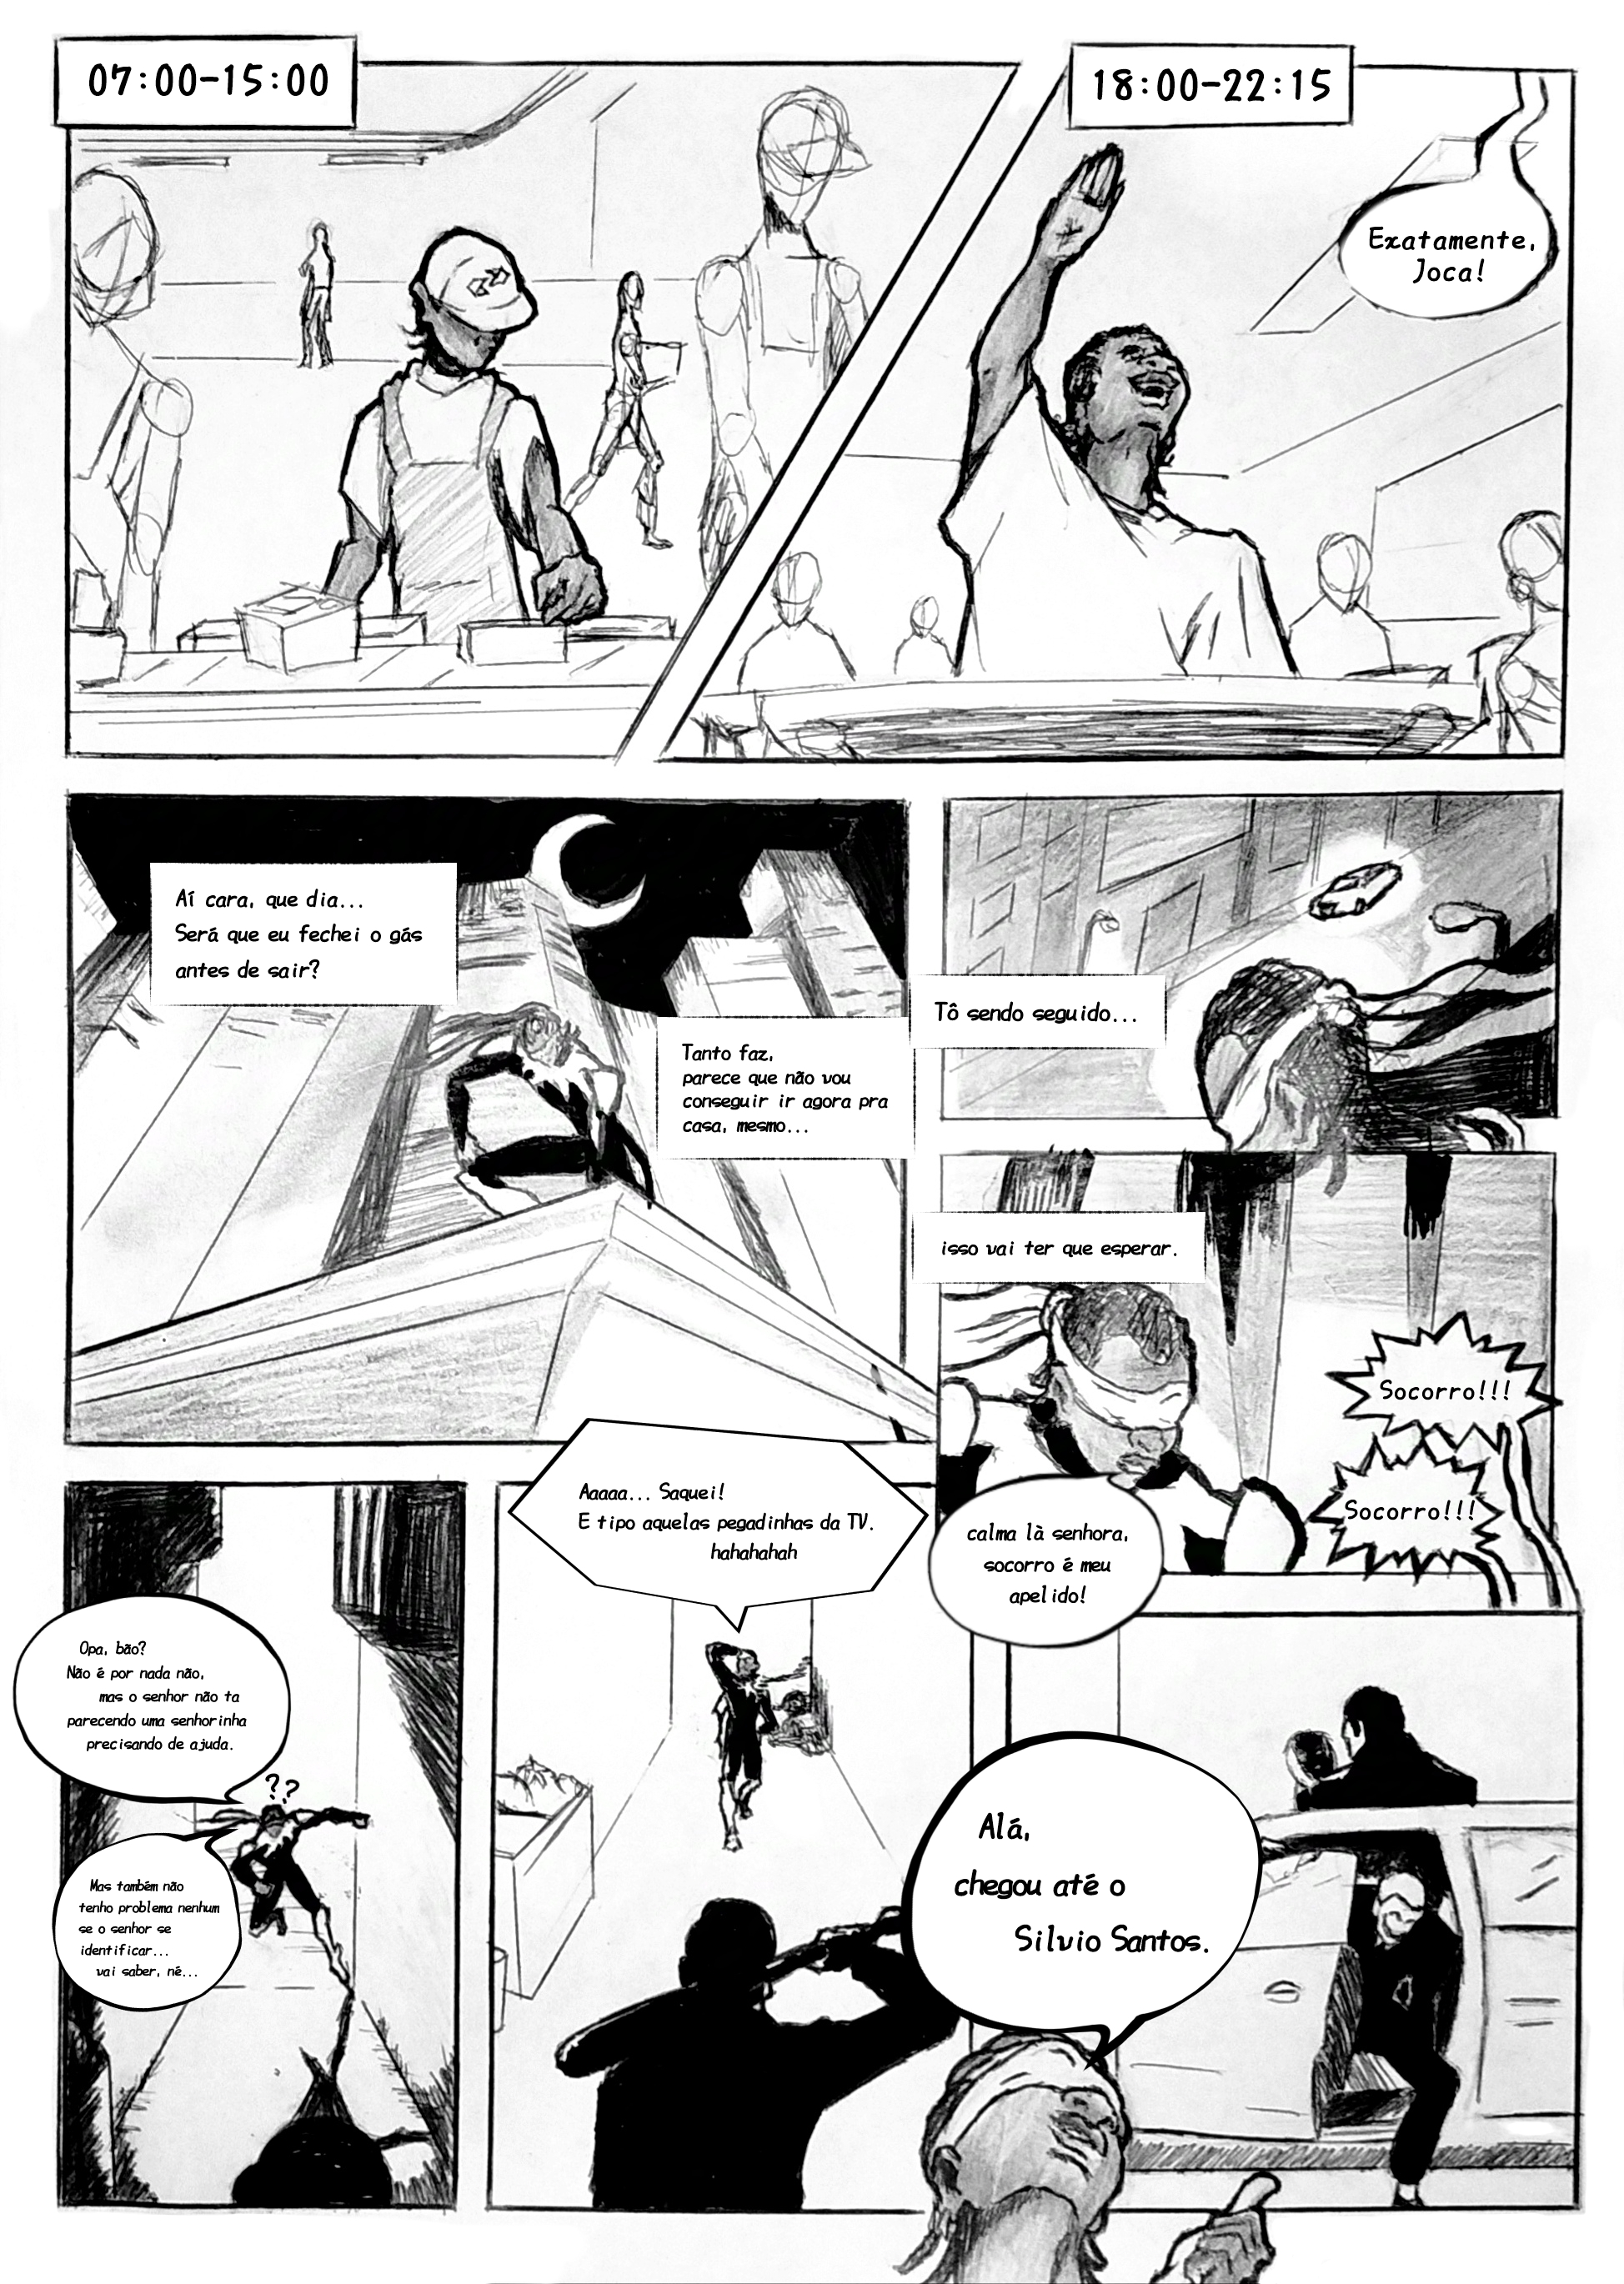 07:00-15:00
18:00-22:15
Exatamente,
Joca!
Aí cara, que dia...
Será que eu fechei o gás
antes de sair?
Tanto faz,
parece que não vou
conseguir ir agora pra
casa, mesmo...
Tô sendo seguido...
isso vai ter que esperar.
Socorro!!!
Socorro!!!
calma là senhora,
socorro é meu
apelido!
Opa, bão?
Não é por nada não,
mas o senhor não ta
parecendo uma senhorinha
precisando de ajuda.
??
Mas também não
tenho problema nenhum
se o senhor se
identificar...
vai saber, né...
Aaaaa... Saquei!
E tipo aquelas pegadinhas da TV.
hahahahah
Alá,
chegou até o
Silvio Santos.